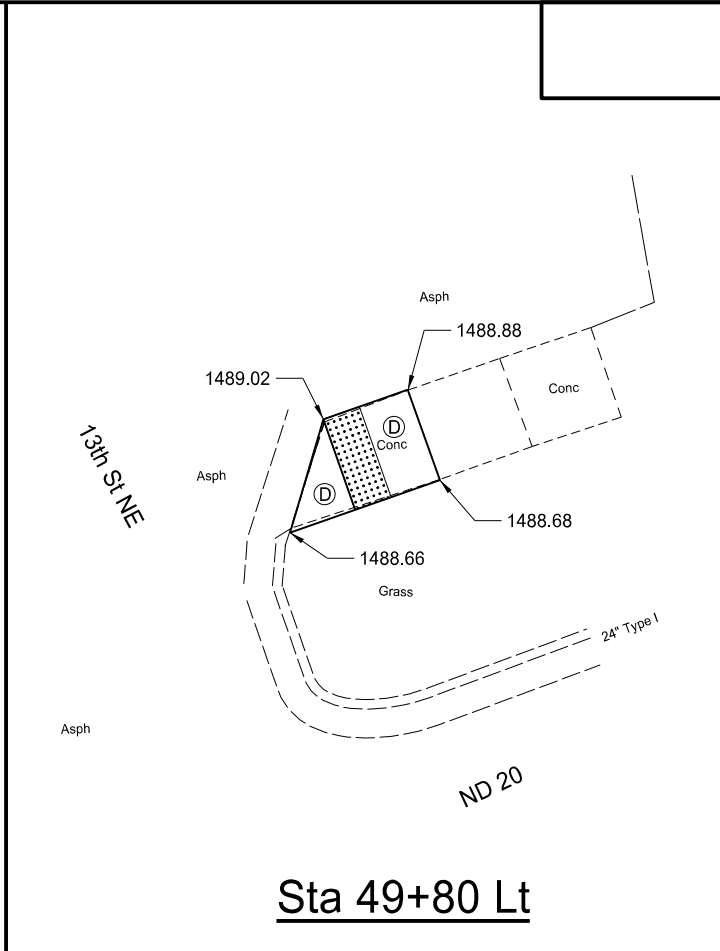 Asph
1488.88
1489.02
Conc
D
Conc
13th St NE
Asph
D
1488.68
1488.66
Grass
24" Type I
Asph
ND 20
Sta 49+80 Lt